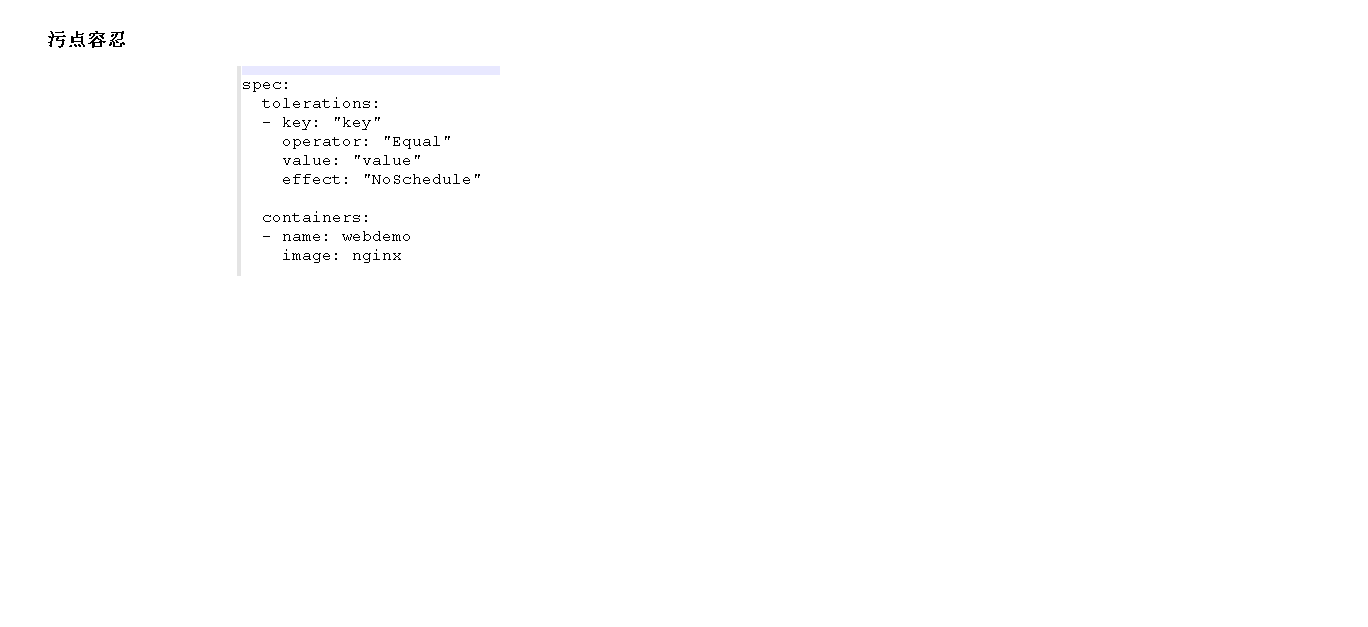 污点容忍
spec:
  tolerations:
  - key: "key"
    operator: "Equal"
    value: "value"
    effect: "NoSchedule"
  containers:
  - name: webdemo
    image: nginx